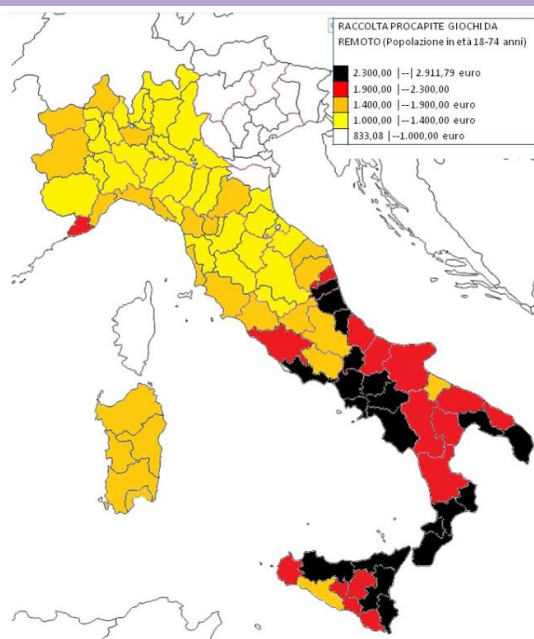 RACCOLTA PROCAPITE GIOCHI DA
REMOTO (Popolazione in età 18-74 anni)
2.300,00 |--| 2.911,79 euro
1.900,00 |--2.300,00
1.400,00 |--1.900,00 euro
1.000,00 |--1.400,00 euro
833,08 |--1.000,00 euro